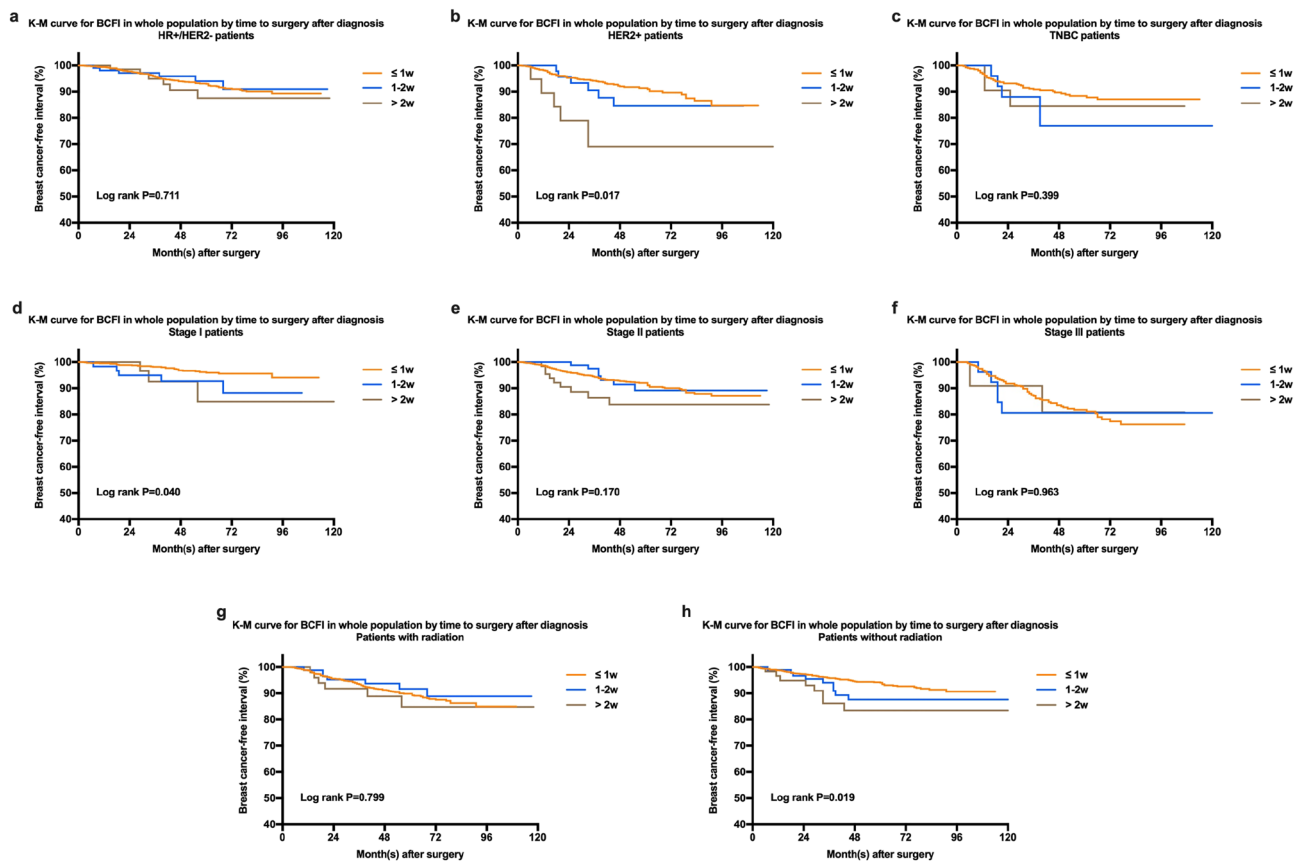 a
K-M curve for BCFI in whole population by time to surgery after diagnosis
HR+/HER2- patients
Breast cancer-free interval (%)
100
90
80
70
60
50
40
0 24 48 72 96 120
Month(s) after surgery
Log rank P=0.711
≤ 1w
1-2w
> 2w
b
K-M curve for BCFI in whole population by time to surgery after diagnosis
HER2+ patients
Breast cancer-free interval (%)
100
90
80
70
60
50
40
0 24 48 72 96 120
Month(s) after surgery
Log rank P=0.017
≤ 1w
1-2w
> 2w
c
K-M curve for BCFI in whole population by time to surgery after diagnosis
TNBC patients
Breast cancer-free interval (%)
100
90
80
70
60
50
40
0 24 48 72 96 120
Month(s) after surgery
Log rank P=0.399
≤ 1w
1-2w
> 2w
d
K-M curve for BCFI in whole population by time to surgery after diagnosis
Stage I patients
Breast cancer-free interval (%)
100
90
80
70
60
50
40
0 24 48 72 96 120
Month(s) after surgery
Log rank P=0.040
≤ 1w
1-2w
> 2w
e
K-M curve for BCFI in whole population by time to surgery after diagnosis
Stage II patients
Breast cancer-free interval (%)
100
90
80
70
60
50
40
0 24 48 72 96 120
Month(s) after surgery
Log rank P=0.170
≤ 1w
1-2w
> 2w
f
K-M curve for BCFI in whole population by time to surgery after diagnosis
Stage III patients
Breast cancer-free interval (%)
100
90
80
70
60
50
40
0 24 48 72 96 120
Month(s) after surgery
Log rank P=0.963
≤ 1w
1-2w
> 2w
g
K-M curve for BCFI in whole population by time to surgery after diagnosis
Patients with radiation
Breast cancer-free interval (%)
100
90
80
70
60
50
40
0 24 48 72 96 120
Month(s) after surgery
Log rank P=0.799
≤ 1w
1-2w
> 2w
h
K-M curve for BCFI in whole population by time to surgery after diagnosis
Patients without radiation
Breast cancer-free interval (%)
100
90
80
70
60
50
40
0 24 48 72 96 120
Month(s) after surgery
Log rank P=0.019
≤ 1w
1-2w
> 2w